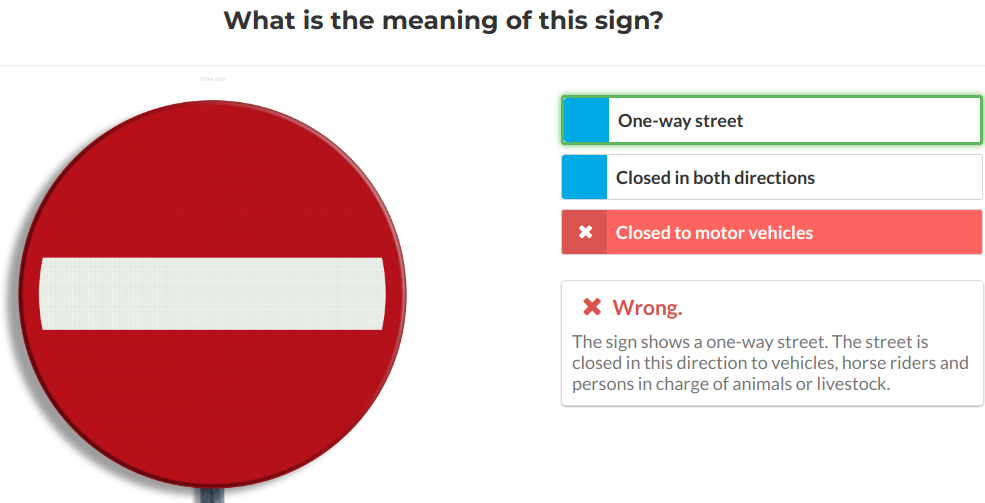 What is the meaning of this sign?
One-way street
Closed in both directions
Closed to motor vehicles
Wrong.
The sign shows a one-way street. The street is
closed in this direction to vehicles, horse riders and
persons in charge of animals or livestock.